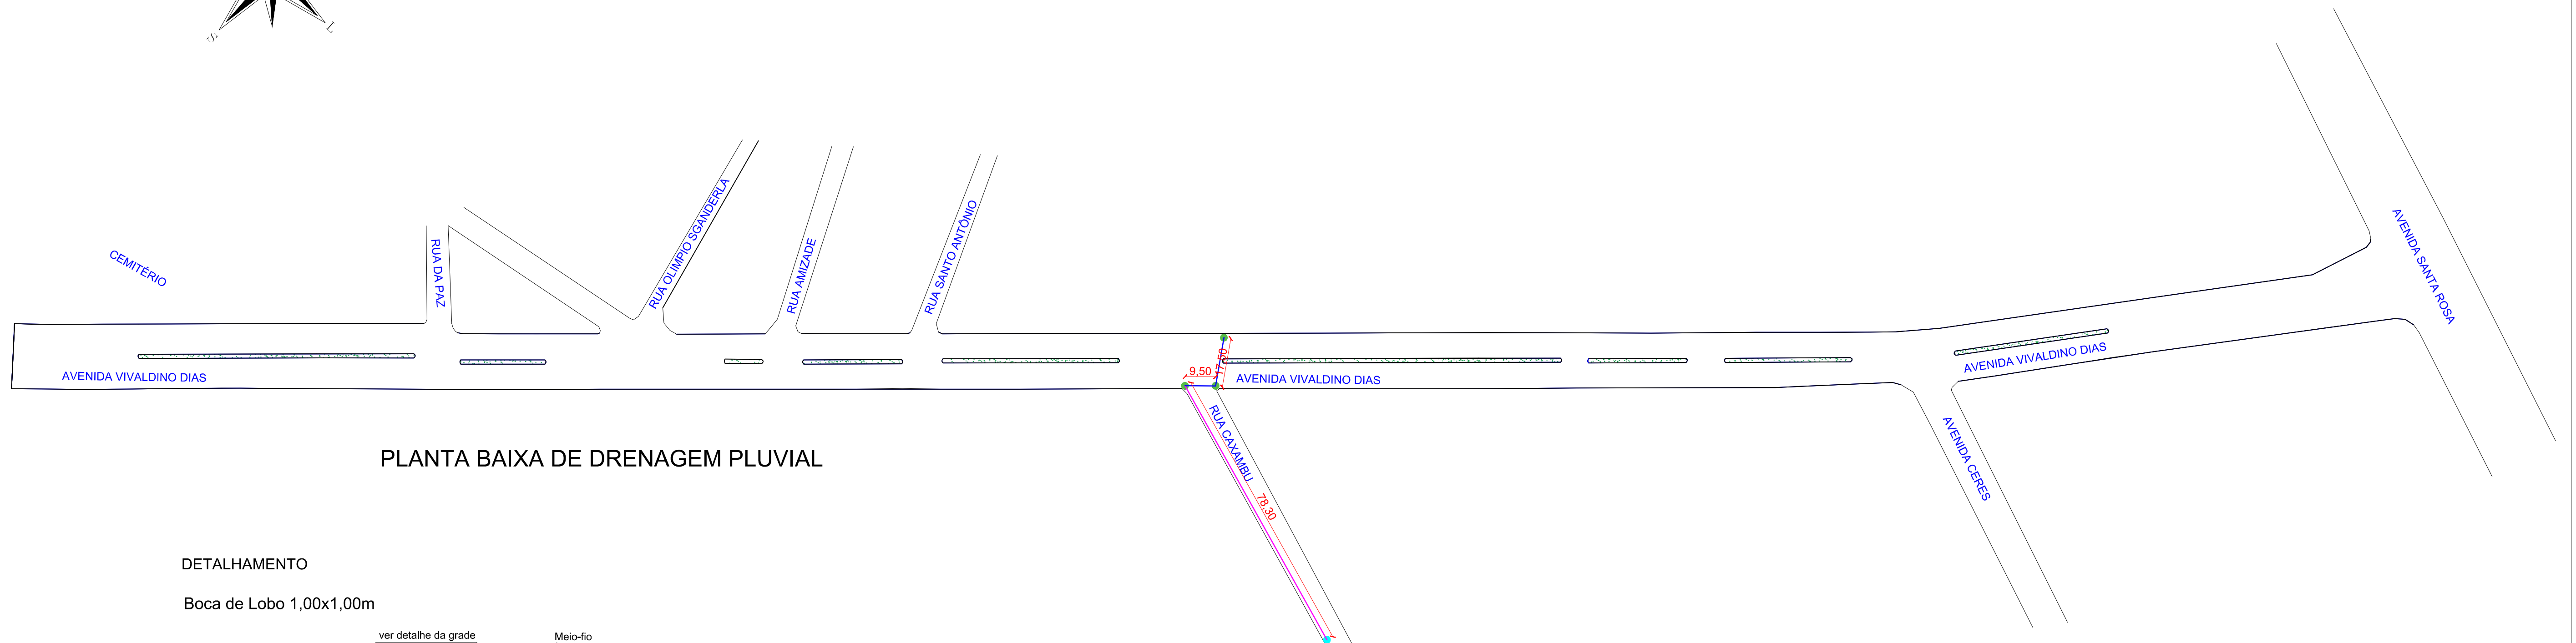 S
L
CEMITÉRIO
RUA DA PAZ
RUA OLIMPIO SGANDERLA
RUA AMIZADE
RUA SANTO ANTÔNIO
AVENIDA SANTA ROSA
AVENIDA VIVALDINO DIAS
9,50
17,50
AVENIDA VIVALDINO DIAS
AVENIDA VIVALDINO DIAS
RUA CAXAMBU
AVENIDA CERES
78,30
PLANTA BAIXA DE DRENAGEM PLUVIAL
DETALHAMENTO
Boca de Lobo 1,00x1,00m
ver detalhe da grade
Meio-fio